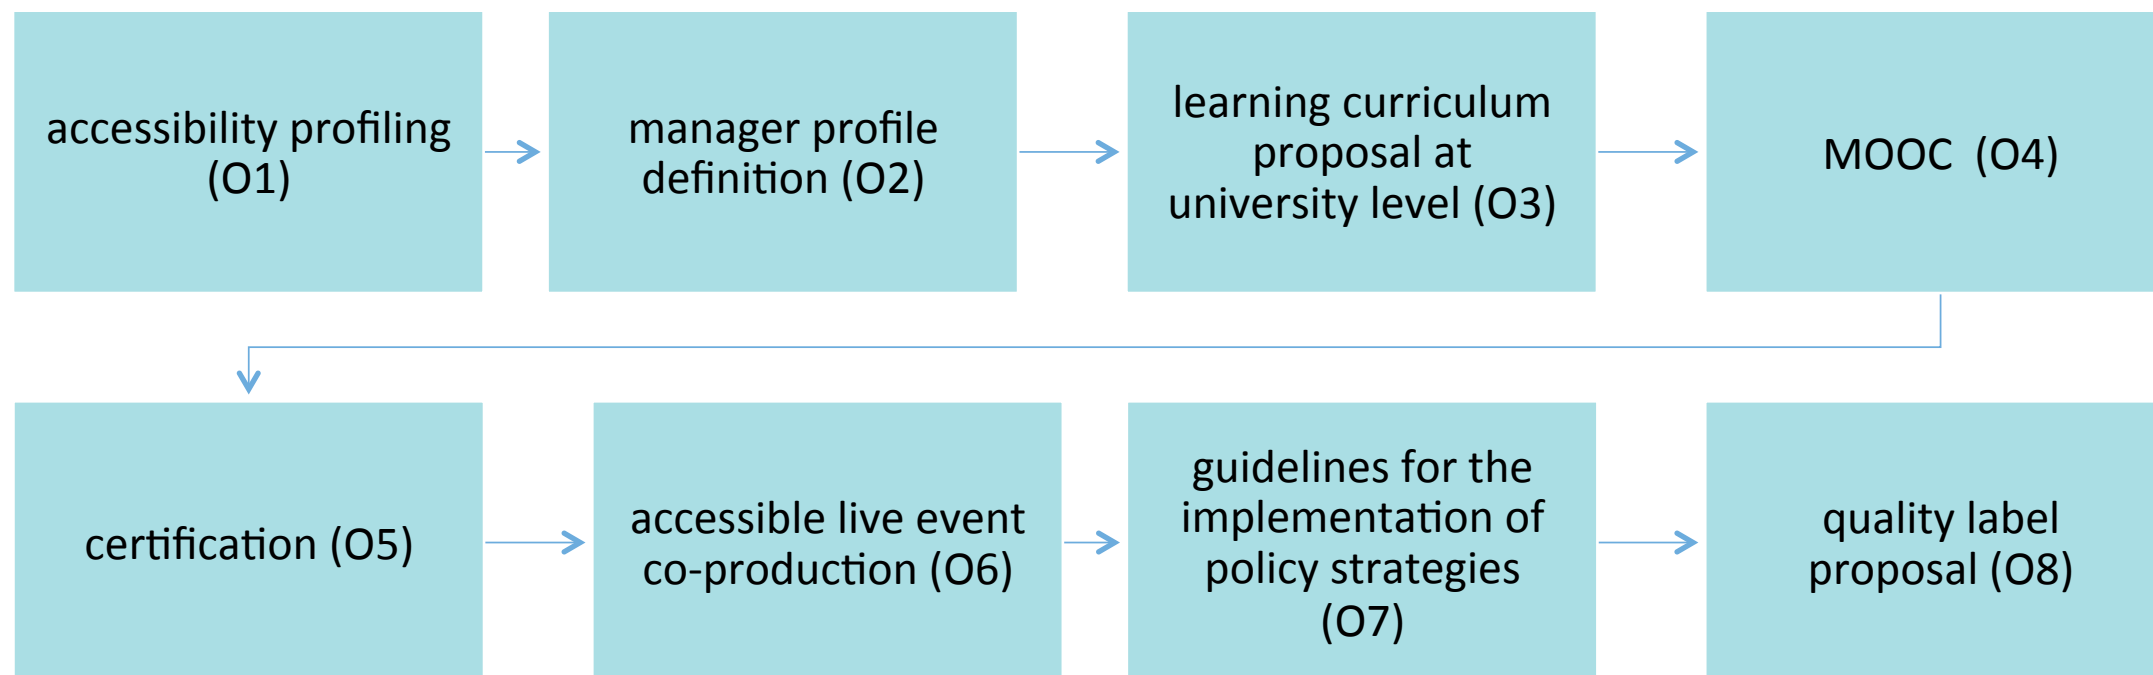 accessibility profiling
(O1)
manager profile
definition (O2)
learning curriculum
proposal at
university level (O3)
MOOC  (O4)
certification (O5)
accessible live event
co-production (O6)
guidelines for the
implementation of
policy strategies
(O7)
quality label
proposal (O8)